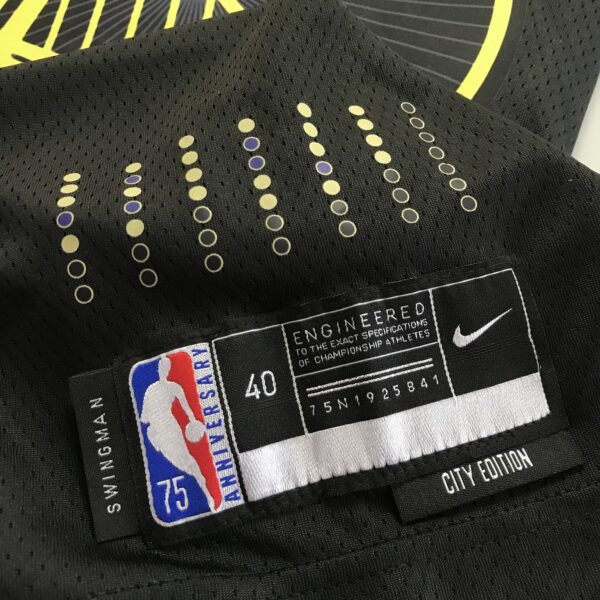 SWINGMAN
75
ANNIVERSARY
40
ENGINEERED
TO THE EXACT SPECIFICATIONS
OF CHAMPIONSHIP ATHLETES
75N1925841
CITY EDITION